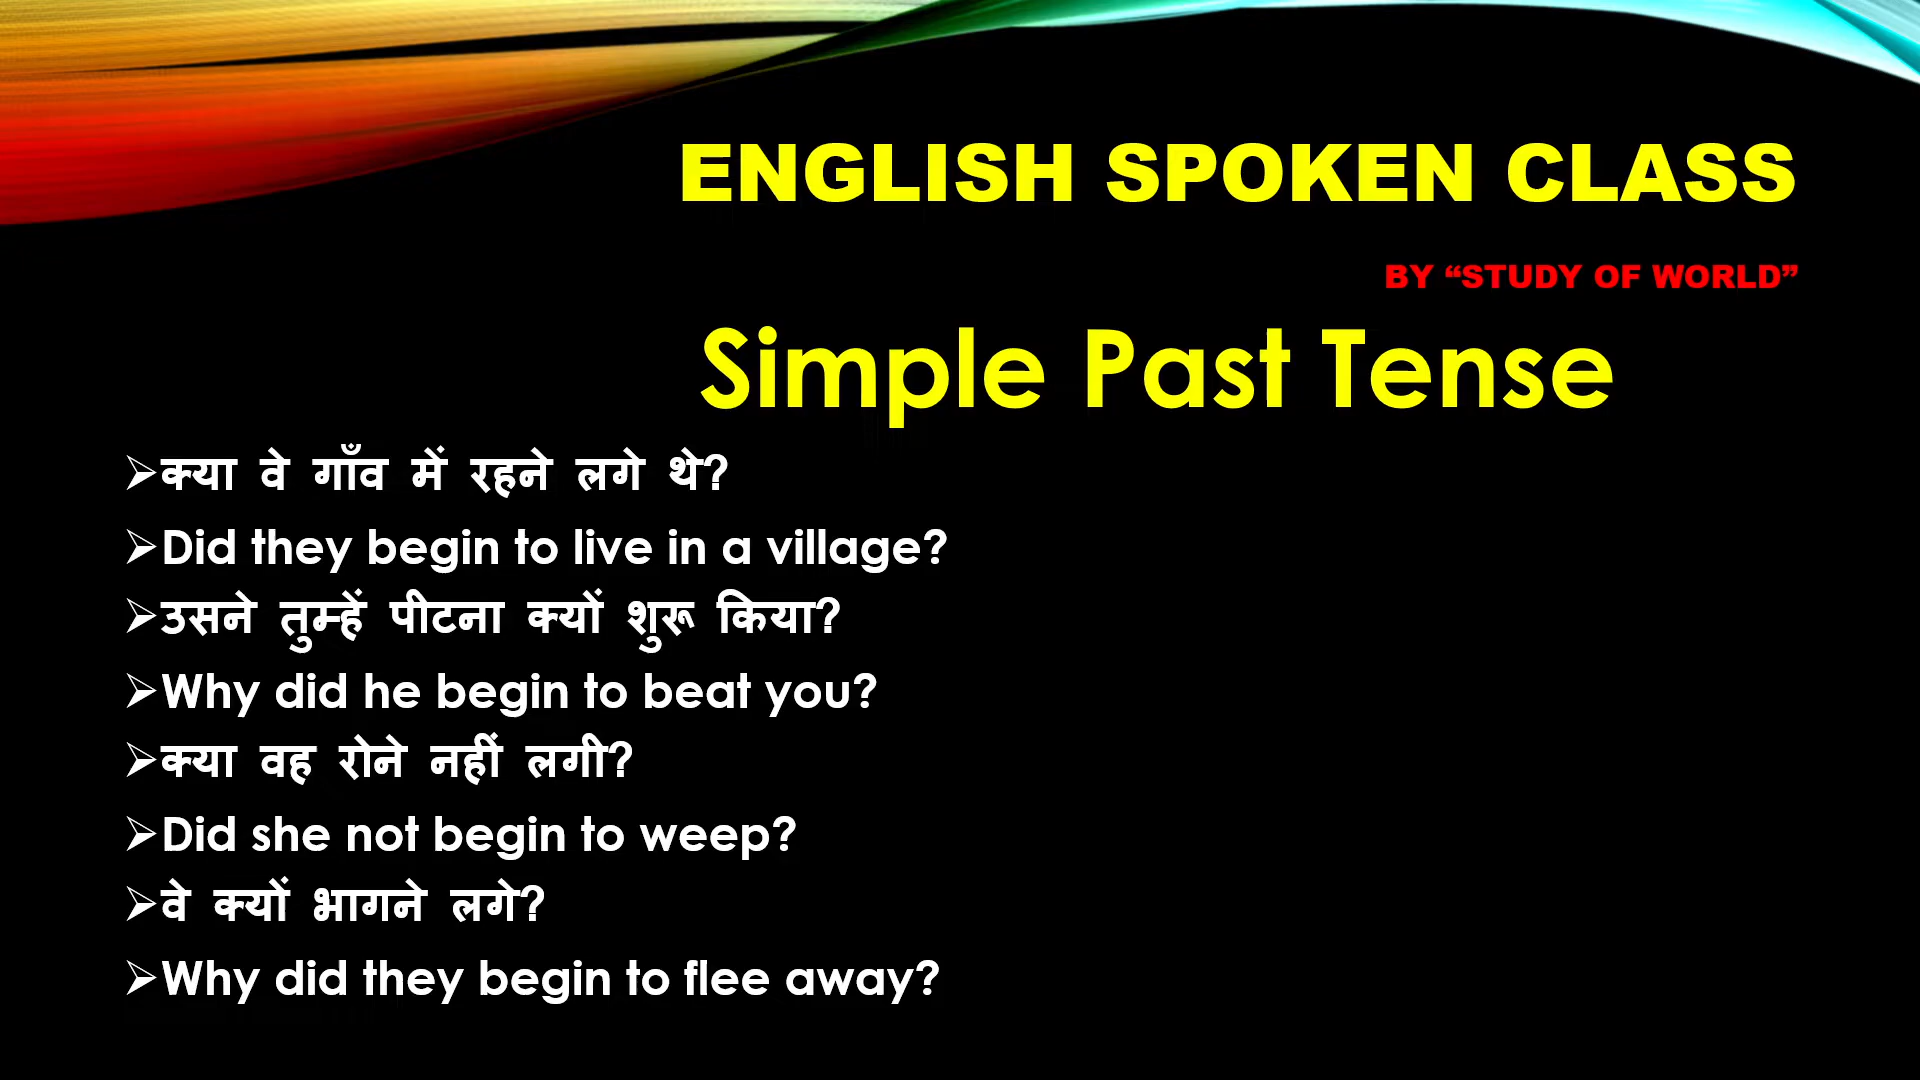 ENGLISH SPOKEN CLASS
BY “STUDY OF WORLD”
Simple Past Tense
➢क्या वे गाँव में रहने लगे थे?
➢Did they begin to live in a village?
➢उसने तुम्हें पीटना क्यों शुरू किया?
➢Why did he begin to beat you?
➢क्या वह रोने नहीं लगी?
➢Did she not begin to weep?
➢वे क्यों भागने लगे?
➢Why did they begin to flee away?